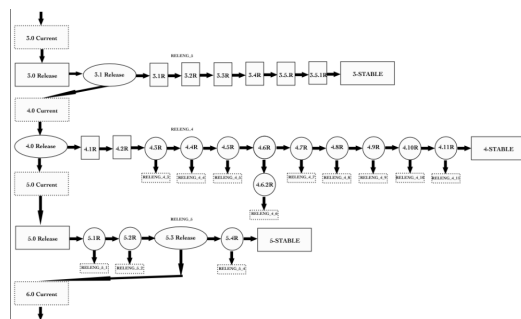 3.0 Current
RELENG_3
3.0 Release
3.1 Release
3.1R
3.2R
3.3R
3.4R
3.5.R
3.5.1R
3-STABLE
4.0 Current
RELENG_4
4.0 Release
4.1R
4.2R
4.3R
4.4R
4.5R
4.6R
4.7R
4.8R
4.9R
4.10R
4.11R
4-STABLE
RELENG_4_3
RELENG_4_4
RELENG_4_5
4.6.2R
RELENG_4_7
RELENG_4_8
RELENG_4_9
RELENG_4_10
RELENG_4_11
5.0 Current
RELENG_4_6
RELENG_5
5.0 Release
5.1R
5.2R
5.3 Release
5.4R
5-STABLE
RELENG_5_1
RELENG_5_2
RELENG_5_4
6.0 Current